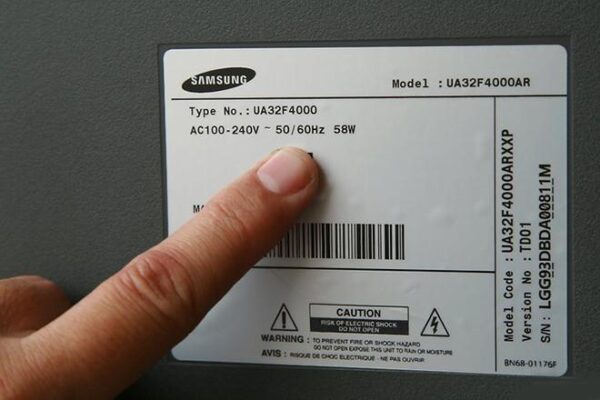 SAMSUNG
Model : UA32F4000AR
Type No.: UA32F4000
AC100-240V ~ 50/60Hz 58W
CAUTION
RISK OF ELECTRIC SHOCK
DO NOT OPEN
WARNING : TO PREVENT FIRE OR SHOCK HAZARD
DO NOT OPEN EXPOSE THIS UNIT TO RAIN OR MOISTURE
AVIS : RISQUE DE CHOC ELECTRIQUE - NE PAS OUVRIR
Model Code : UA32F4000ARXXP
Version No : TD01
S/N: LGG93DBDA00811M
BN68-01176F